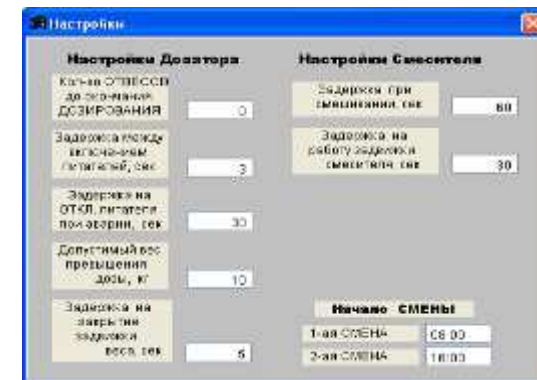 Настройки
Настройки Дозатора
Кол-во ОТВЕСОВ
до окончания
ДОЗИРОВАНИЯ
0
Задержка между
включением
питателей, сек
3
Задержка на
ОТКЛ. питателя
при аварии, сек
30
Допустимый вес
превышения
дозы, кг
10
Задержка на
закрытие
задвижки
веса, сек
5
Настройки Смесителя
Задержка при
смешивании, сек
60
Задержка на
работу задвижки
смесителя, сек
30
Начало СМЕНЫ
1-ая СМЕНА
08:00
2-ая СМЕНА
16:00